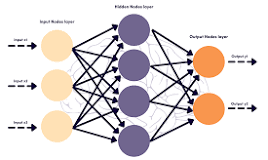 Hidden Nodes layer
Input Nodes layer
Output Nodes layer
Input x1
Input x2
Input x3
Output y1
Output y2